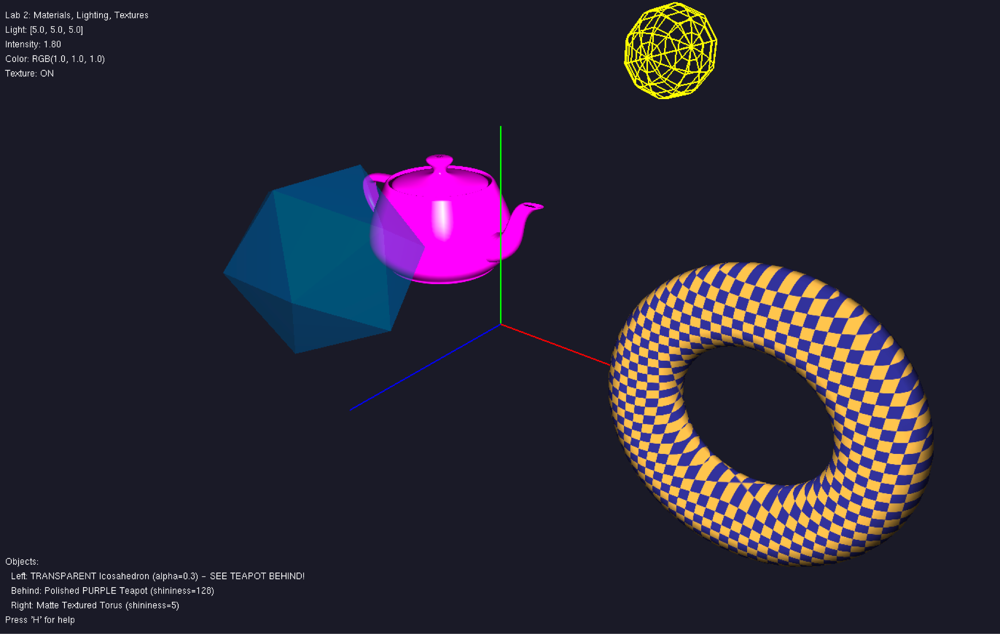 Lab 2: Materials, Lighting, Textures
Light: [5.0, 5.0, 5.0]
Intensity: 1.80
Color: RGB(1.0, 1.0, 1.0)
Texture: ON
Objects:
Left: TRANSPARENT Icosahedron (alpha=0.3) - SEE TEAPOT BEHIND!
Behind: Polished PURPLE Teapot (shininess=128)
Right: Matte Textured Torus (shininess=5)
Press 'H' for help